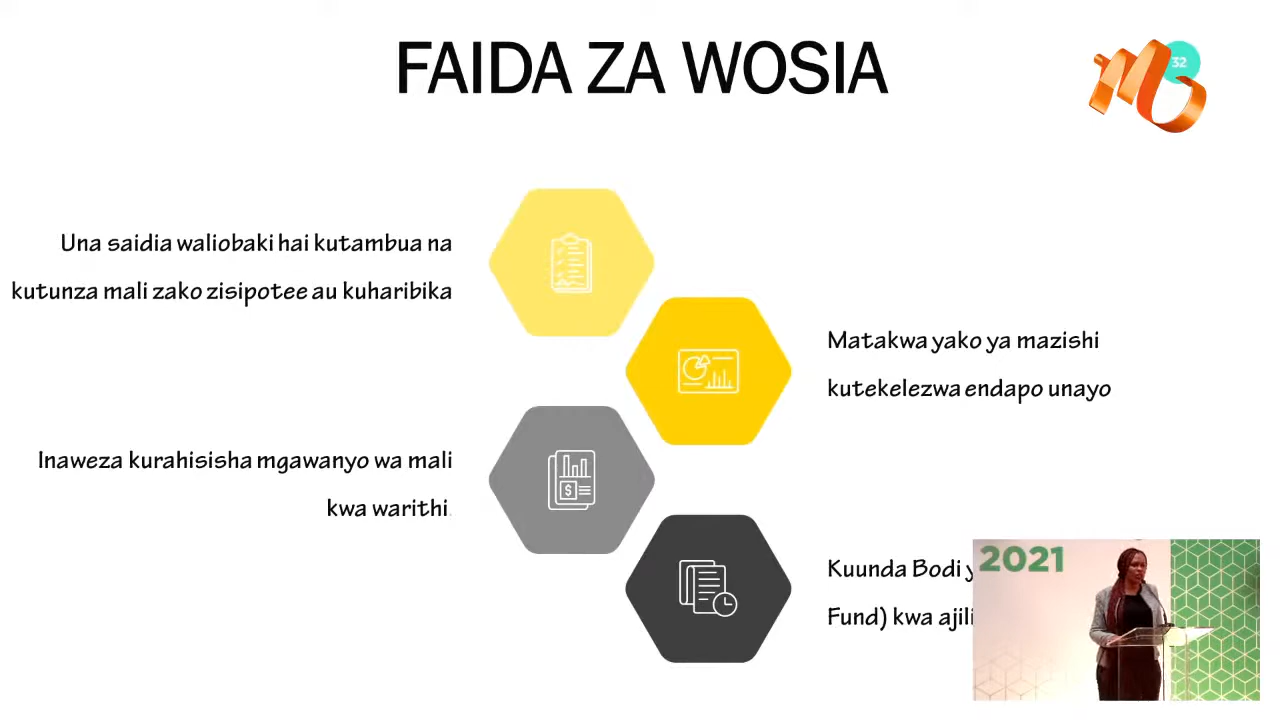 FAIDA ZA WOSIA
32
Una saidia waliobaki hai kutambua na
kutunza mali zako zisipotee au kuharibika
Matakwa yako ya mazishi
kutekelezwa endapo unayo
Inaweza kurahisisha mgawanyo wa mali
kwa warithi.
Kuunda Bodi
Fund) kwa ajili
2021